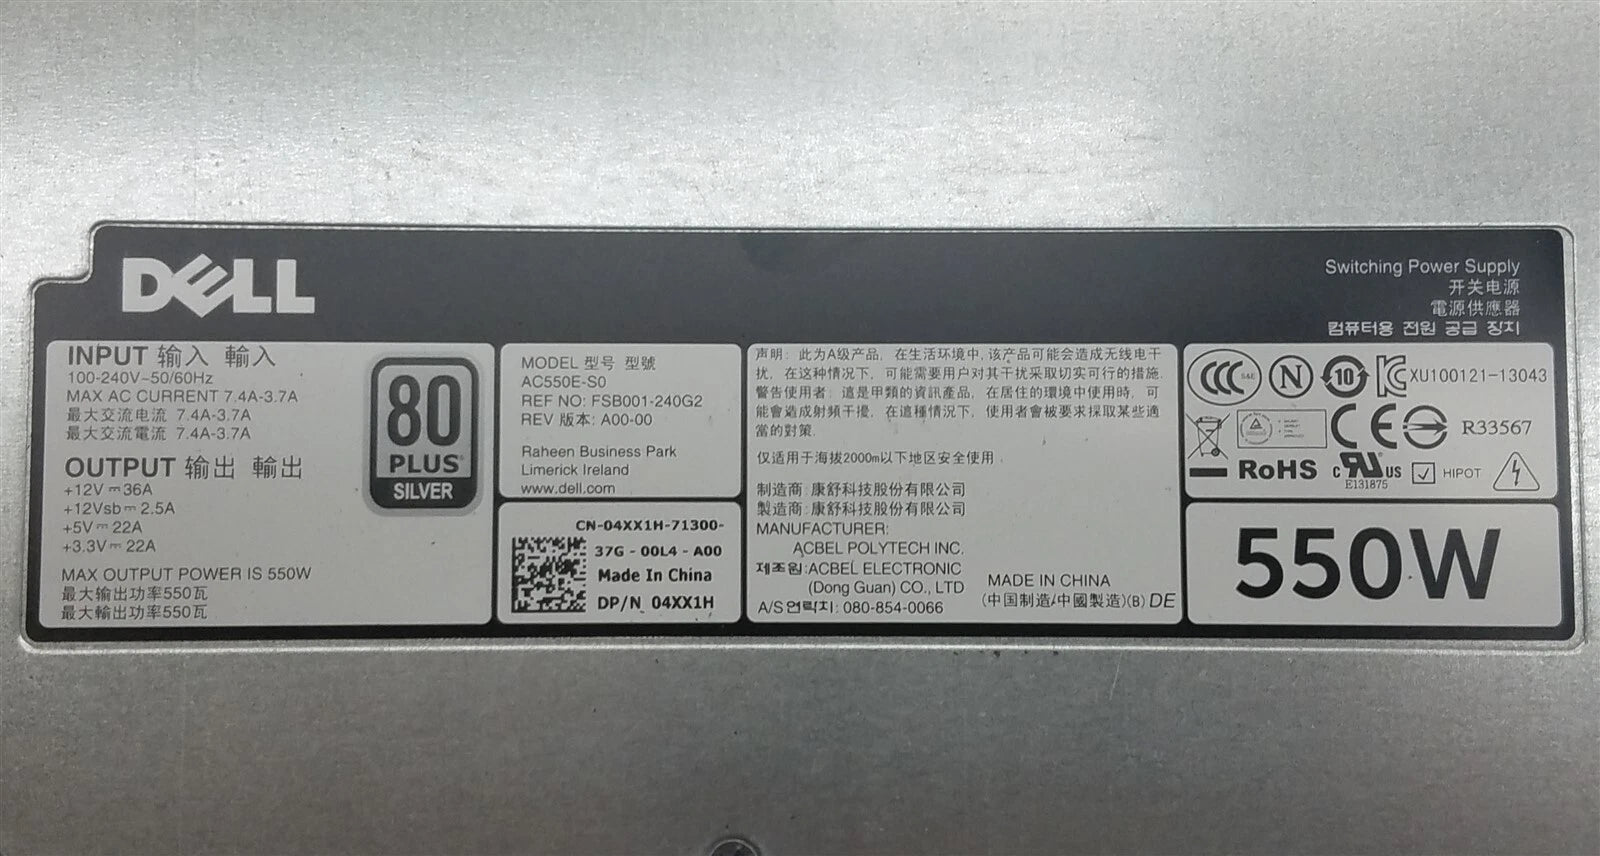 DELL
Switching Power Supply
开关电源
電源供應器
컴퓨터용 전원 공급 장치
INPUT 输入 輸入
100-240V~50/60Hz
MAX AC CURRENT 7.4A-3.7A
最大交流电流 7.4A-3.7A
最大交流電流 7.4A-3.7A
OUTPUT 输出 輸出
+12V ⎓ 36A
+12Vsb ⎓ 2.5A
+5V ⎓ 22A
+3.3V ⎓ 22A
MAX OUTPUT POWER IS 550W
最大输出功率550瓦
最大輸出功率550瓦
80
PLUS
SILVER
MODEL 型号 型號
AC550E-S0
REF NO: FSB001-240G2
REV 版本: A00-00
Raheen Business Park
Limerick Ireland
www.dell.com
CN-04XX1H-71300-
37G - 00L4 - A00
Made In China
DP/N 04XX1H
声明: 此为A级产品, 在生活环境中, 该产品可能会造成无线电干
扰, 在这种情况下, 可能需要用户对其干扰采取切实可行的措施.
警告使用者: 這是甲類的資訊產品, 在居住的環境中使用時, 可
能會造成射頻干擾, 在這種情況下, 使用者會被要求採取某些適
當的對策.
仅适用于海拔2000m以下地区安全使用.
制造商: 康舒科技股份有限公司
製造商: 康舒科技股份有限公司
MANUFACTURER:
ACBEL POLYTECH INC.
제조원:ACBEL ELECTRONIC
(Dong Guan) CO., LTD
A/S연락처: 080-854-0066
MADE IN CHINA
(中国制造/中國製造)(B) DE
CCC S&E N 10 KC XU100121-13043
CE R33567
RoHS c RU US HIPOT
E131875
550W